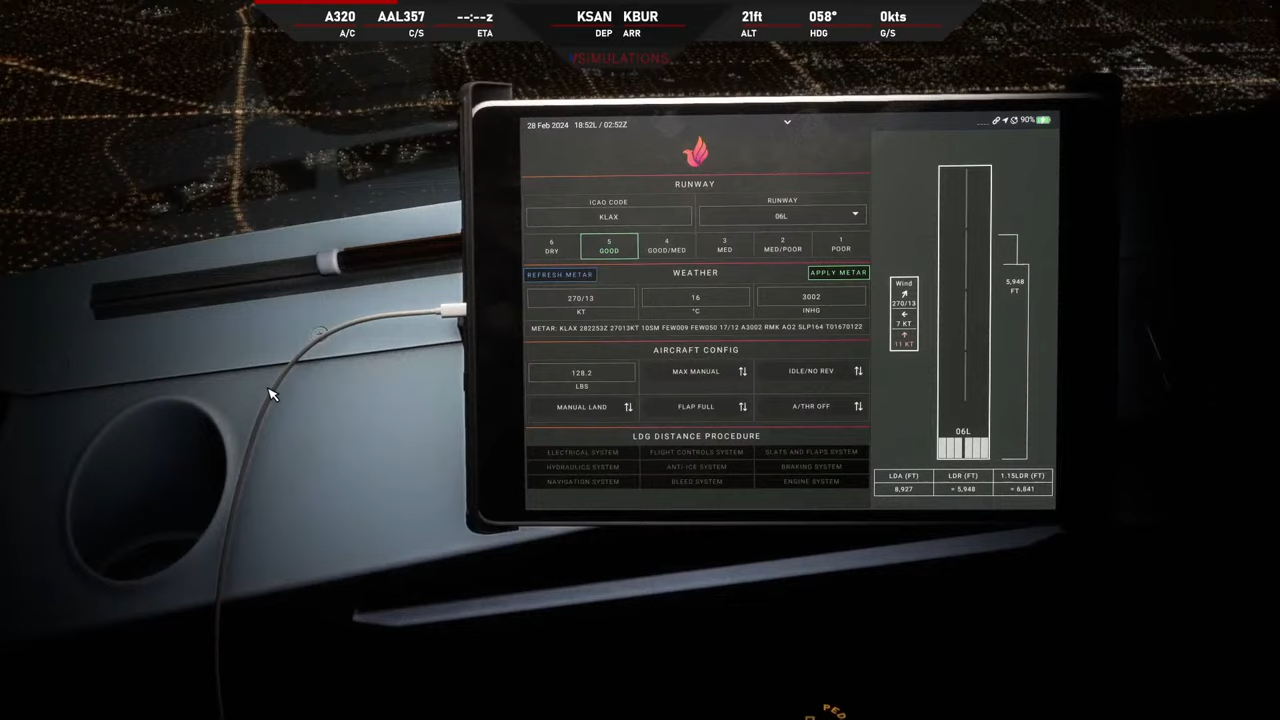 A320 AAL357 --:--z KSAN KBUR 21ft 058° 0kts
A/C C/S ETA DEP ARR ALT HDG G/S
/SIMULATIONS
28 Feb 2024 18:52L / 02:52Z
90%
RUNWAY
ICAO CODE RUNWAY
KLAX 06L
6 5 4 3 2 1
DRY GOOD GOOD/MED MED MED/POOR POOR
REFRESH METAR WEATHER APPLY METAR
270/13 16 3002
KT °C INHG
METAR: KLAX 282253Z 27013KT 10SM FEW009 FEW050 17/12 A3002 RMK AO2 SLP164 T01670122
AIRCRAFT CONFIG
128.2 MAX MANUAL IDLE/NO REV
LBS
MANUAL LAND FLAP FULL A/THR OFF
LDG DISTANCE PROCEDURE
ELECTRICAL SYSTEM FLIGHT CONTROLS SYSTEM SLATS AND FLAPS SYSTEM
HYDRAULICS SYSTEM ANTI-ICE SYSTEM BRAKING SYSTEM
NAVIGATION SYSTEM BLEED SYSTEM ENGINE SYSTEM
Wind
270/13
7 KT
11 KT
5,948
FT
06L
LDA (FT) LDR (FT) 1.15LDR (FT)
8,927 ≈ 5,948 ≈ 6,841
PED